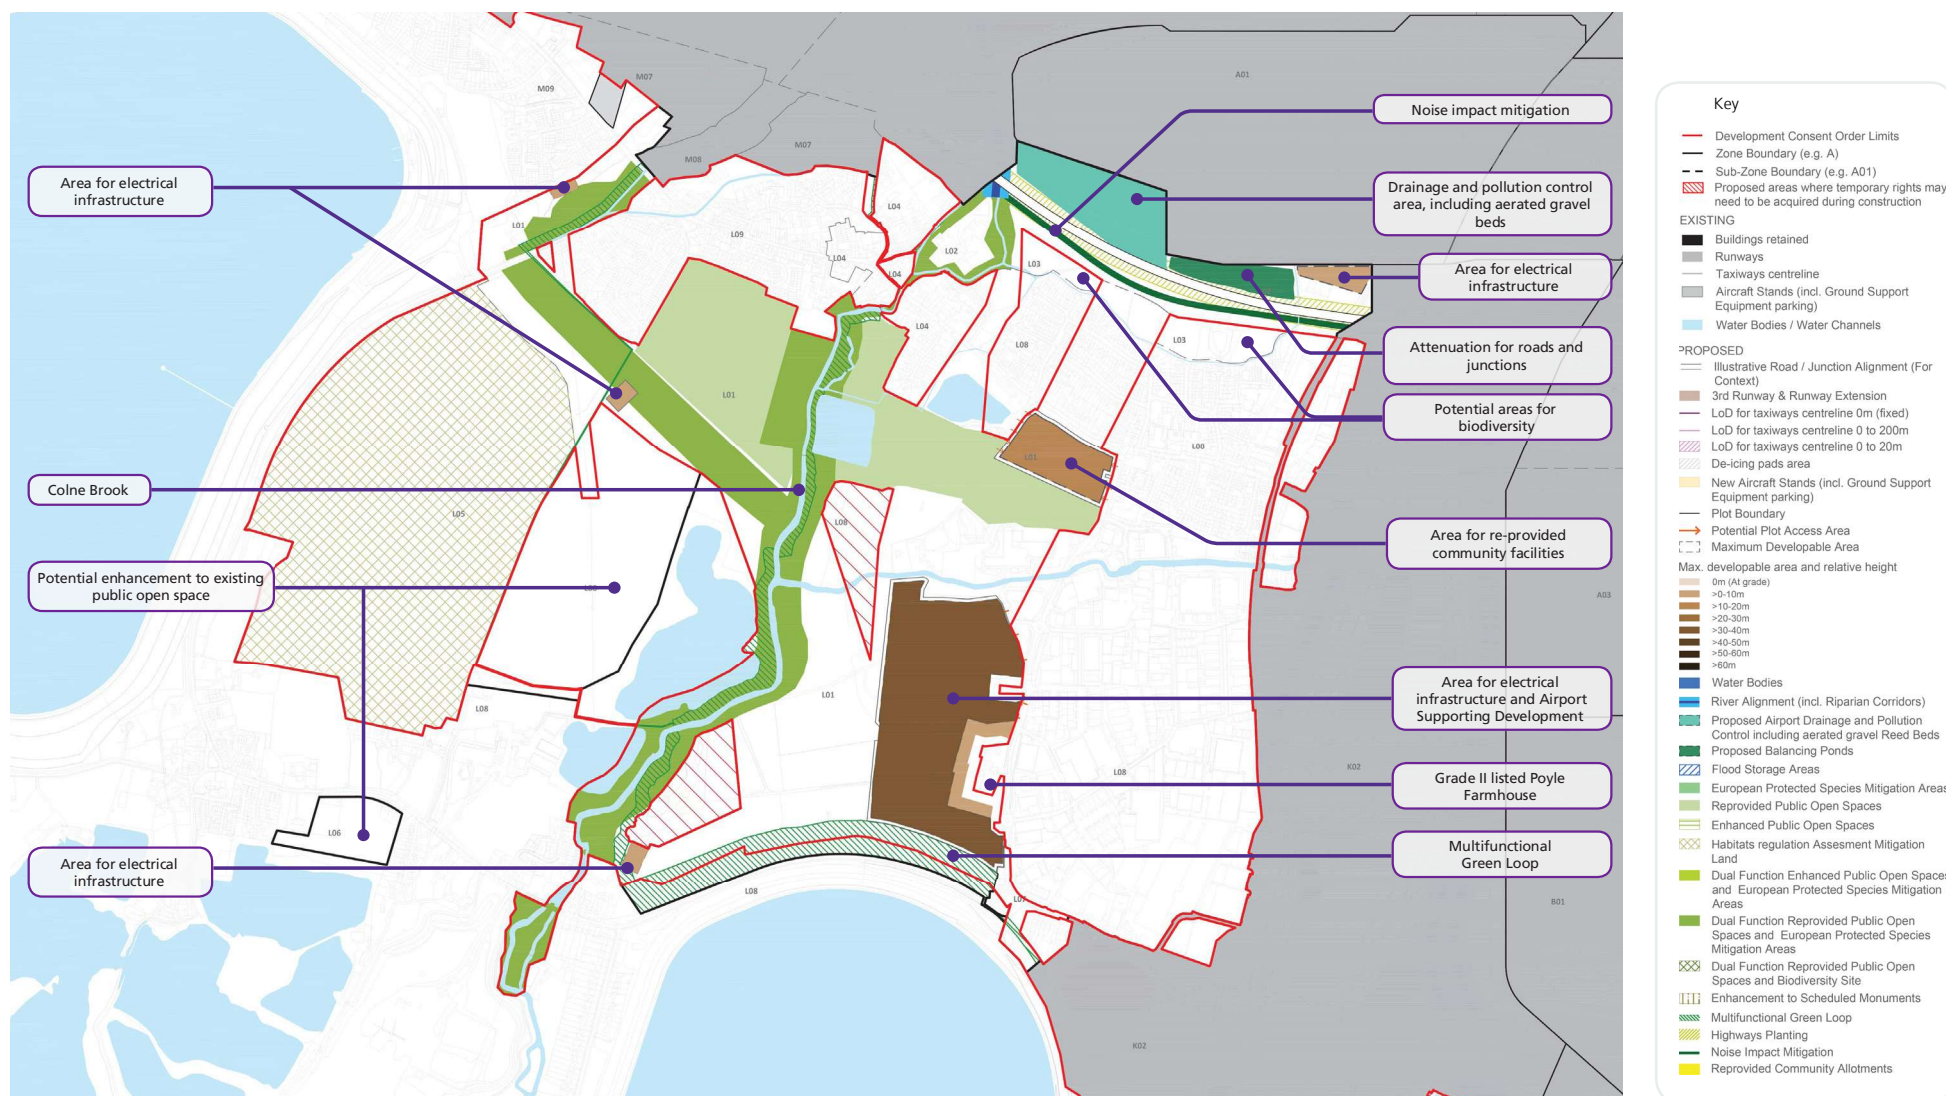 M07
M09
A01
M08
M07
L04
L01
L09
L02
L04
L03
L04
L04
L03
L08
L01
L00
L01
L05
L08
A03
L01
L08
L08
K02
L06
L08
L07
B01
K02
Area for electrical
infrastructure
Colne Brook
Potential enhancement to existing
public open space
Area for electrical
infrastructure
Noise impact mitigation
Drainage and pollution control
area, including aerated gravel
beds
Area for electrical
infrastructure
Attenuation for roads and
junctions
Potential areas for
biodiversity
Area for re-provided
community facilities
Area for electrical
infrastructure and Airport
Supporting Development
Grade II listed Poyle
Farmhouse
Multifunctional
Green Loop
Key
Development Consent Order Limits
Zone Boundary (e.g. A)
Sub-Zone Boundary (e.g. A01)
Proposed areas where temporary rights may
need to be acquired during construction
EXISTING
Buildings retained
Runways
Taxiways centreline
Aircraft Stands (incl. Ground Support
Equipment parking)
Water Bodies / Water Channels
PROPOSED
Illustrative Road / Junction Alignment (For
Context)
3rd Runway & Runway Extension
LoD for taxiways centreline 0m (fixed)
LoD for taxiways centreline 0 to 200m
LoD for taxiways centreline 0 to 20m
De-icing pads area
New Aircraft Stands (incl. Ground Support
Equipment parking)
Plot Boundary
Potential Plot Access Area
Maximum Developable Area
Max. developable area and relative height
0m (At grade)
>0-10m
>10-20m
>20-30m
>30-40m
>40-50m
>50-60m
>60m
Water Bodies
River Alignment (incl. Riparian Corridors)
Proposed Airport Drainage and Pollution
Control including aerated gravel Reed Beds
Proposed Balancing Ponds
Flood Storage Areas
European Protected Species Mitigation Areas
Reprovided Public Open Spaces
Enhanced Public Open Spaces
Habitats regulation Assesment Mitigation
Land
Dual Function Enhanced Public Open Spaces
and European Protected Species Mitigation
Areas
Dual Function Reprovided Public Open
Spaces and European Protected Species
Mitigation Areas
Dual Function Reprovided Public Open
Spaces and Biodiversity Site
Enhancement to Scheduled Monuments
Multifunctional Green Loop
Highways Planting
Noise Impact Mitigation
Reprovided Community Allotments